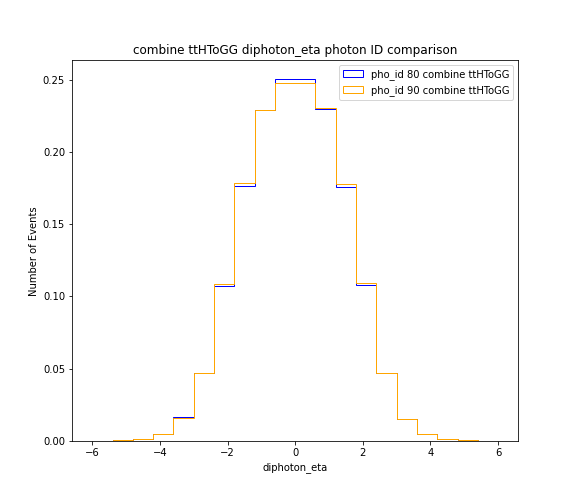 combine ttHToGG diphoton_eta photon ID comparison
pho_id 80 combine ttHToGG
pho_id 90 combine ttHToGG
Number of Events
0.25
0.20
0.15
0.10
0.05
0.00
−6
−4
−2
0
2
4
6
diphoton_eta